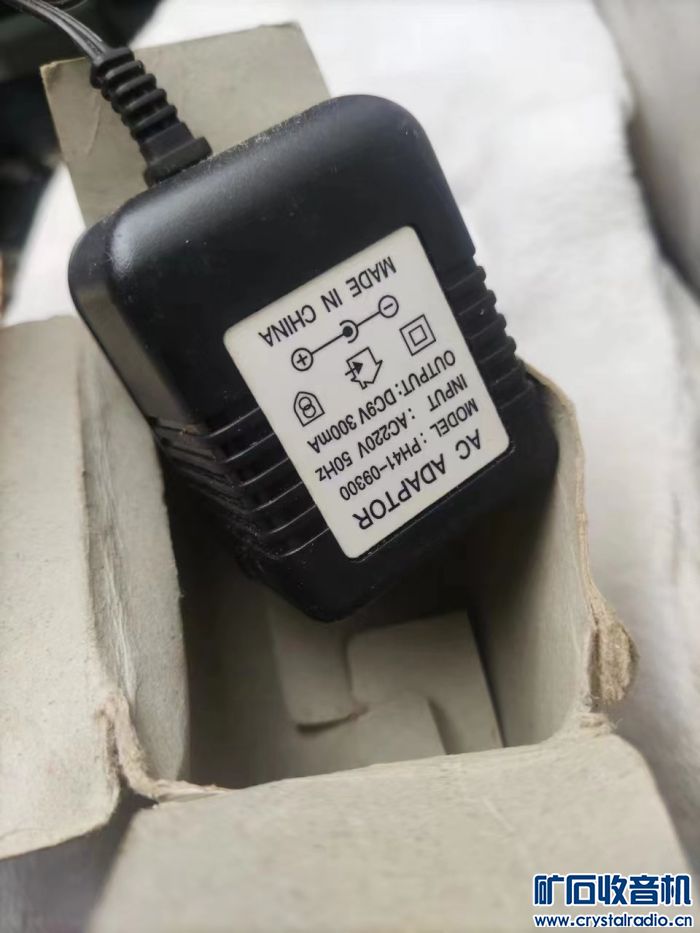 AC ADAPTOR
MODEL : PH41-09300
INPUT : AC220V 50Hz
OUTPUT: DC9V 300mA
MADE IN CHINA
矿石收音机
www.crystalradio.cn